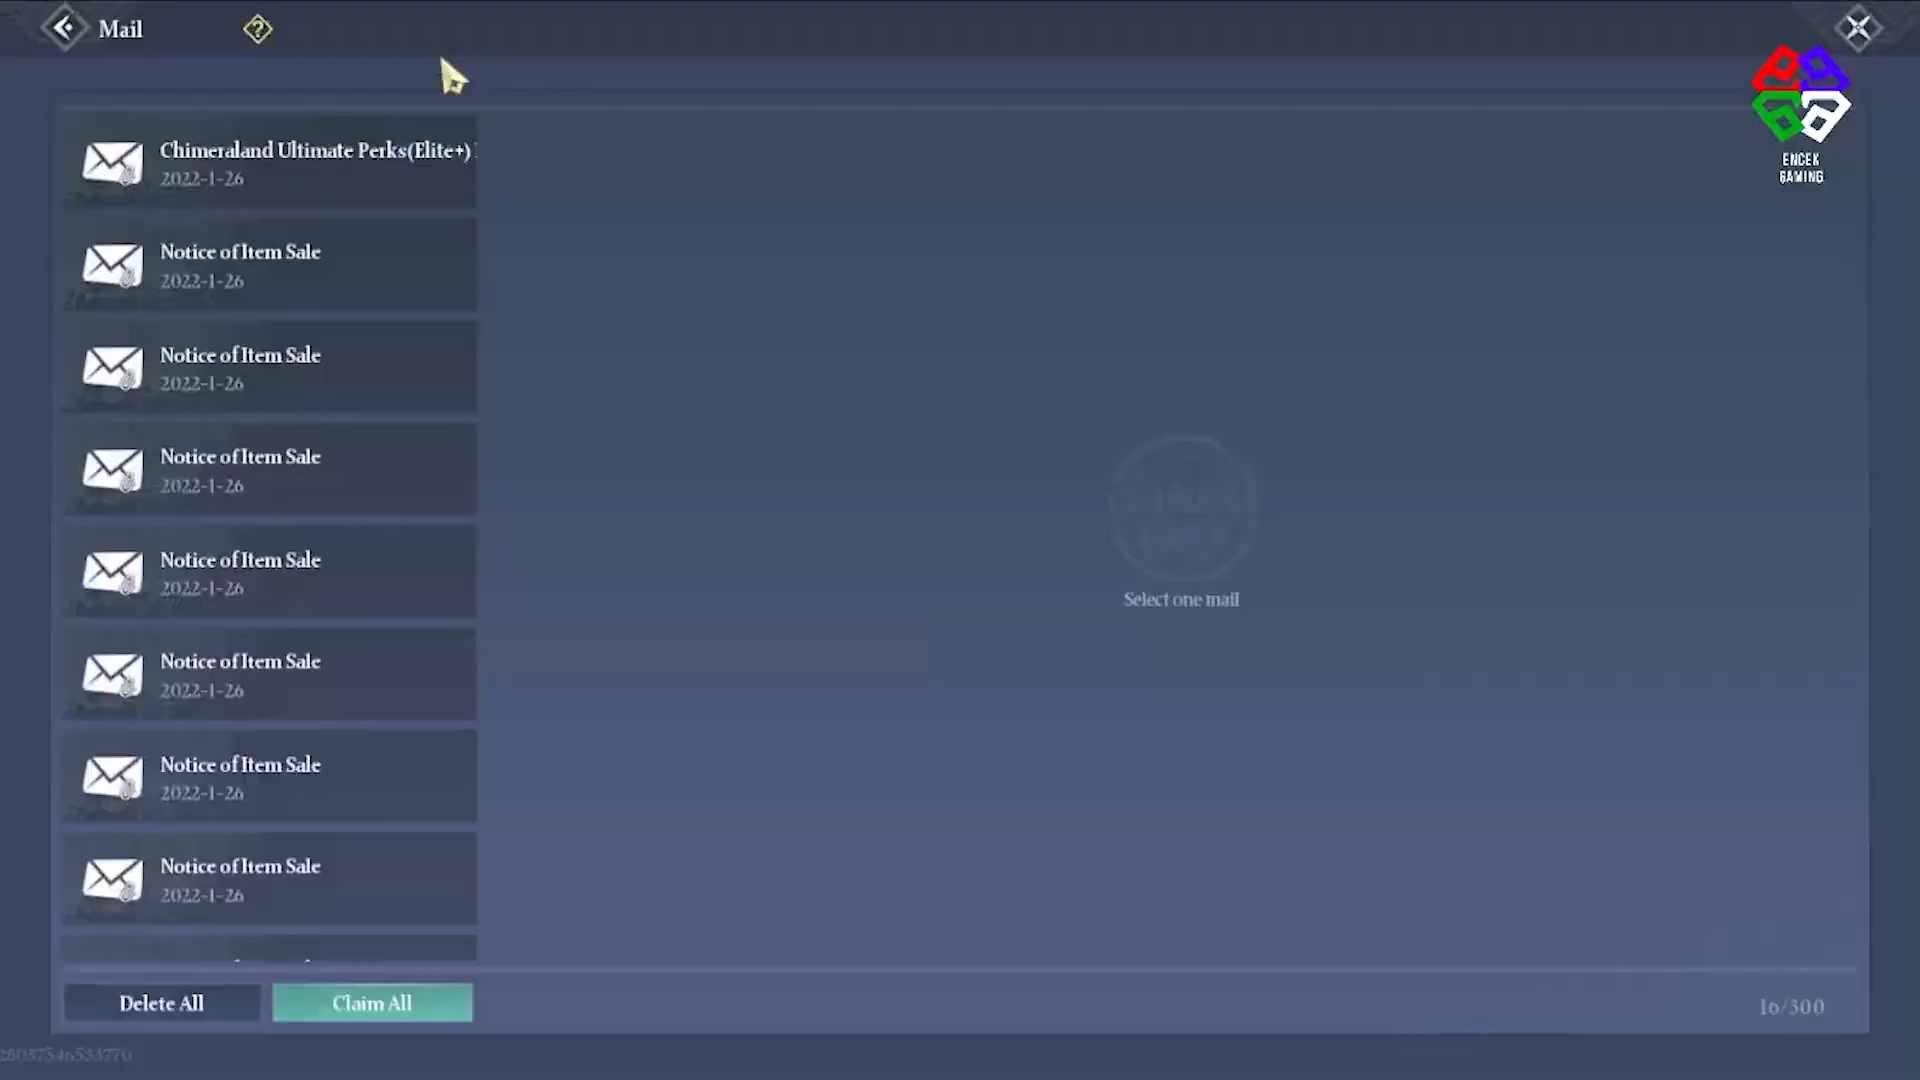 Mail
?
ENCEK
GAMING
Chimeraland Ultimate Perks(Elite+)
2022-1-26
Notice of Item Sale
2022-1-26
Notice of Item Sale
2022-1-26
Notice of Item Sale
2022-1-26
Notice of Item Sale
2022-1-26
Notice of Item Sale
2022-1-26
Notice of Item Sale
2022-1-26
Notice of Item Sale
2022-1-26
Select one mail
Delete All
Claim All
16/300